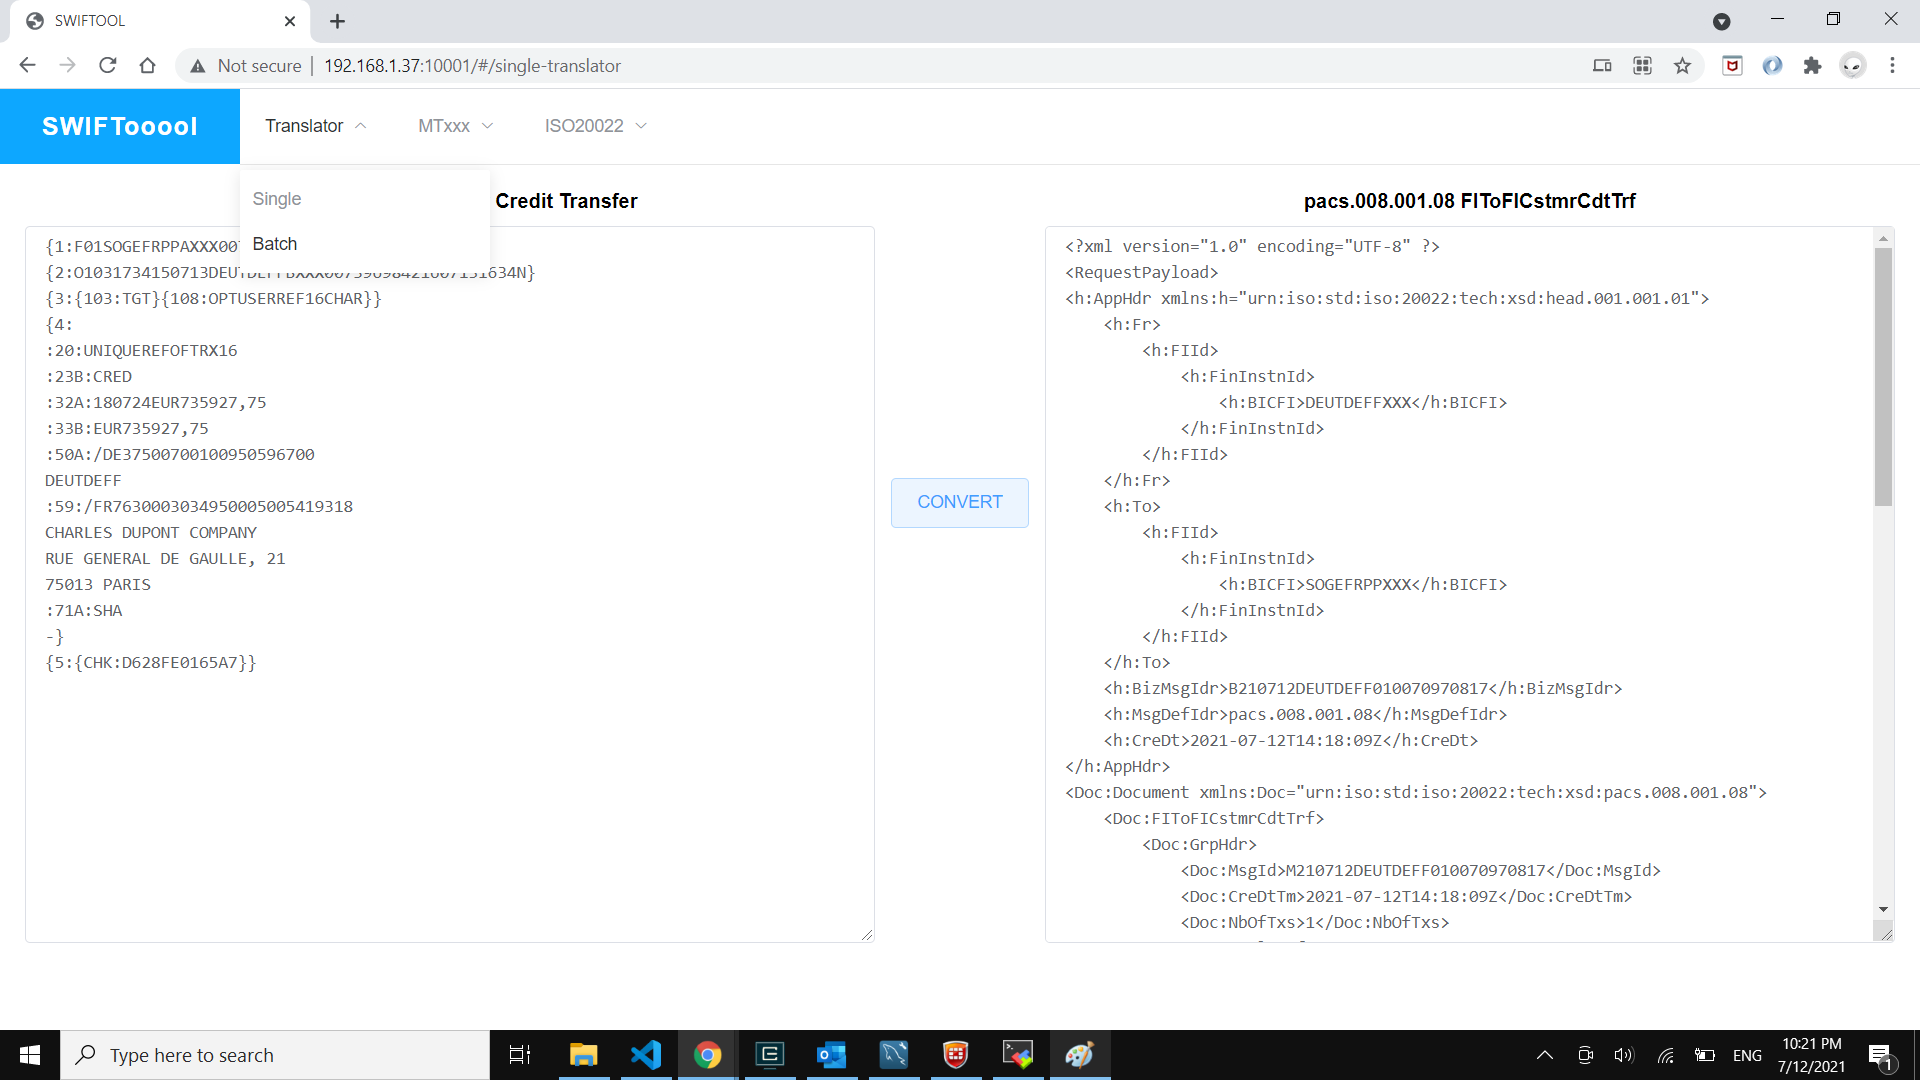 SWIFTOOL
Not secure
192.168.1.37:10001/#/single-translator
SWIFTooool
Translator
MTxxx
ISO20022
Single
Batch
Credit Transfer
{1:F01SOGEFRPPAXXX007
{3:{103:TGT}{108:OPTUSERREF16CHAR}}
{4:
:20:UNIQUEREFOFTRX16
:23B:CRED
:32A:180724EUR735927,75
:33B:EUR735927,75
:50A:/DE37500700100950596700
DEUTDEFF
:59:/FR7630003034950005005419318
CHARLES DUPONT COMPANY
RUE GENERAL DE GAULLE, 21
75013 PARIS
:71A:SHA
-}
{5:{CHK:D628FE0165A7}}
CONVERT
pacs.008.001.08 FIToFICstmrCdtTrf
<?xml version="1.0" encoding="UTF-8" ?>
<RequestPayload>
<h:AppHdr xmlns:h="urn:iso:std:iso:20022:tech:xsd:head.001.001.01">
<h:Fr>
<h:FIId>
<h:FinInstnId>
<h:BICFI>DEUTDEFFXXX</h:BICFI>
</h:FinInstnId>
</h:FIId>
</h:Fr>
<h:To>
<h:FIId>
<h:FinInstnId>
<h:BICFI>SOGEFRPPXXX</h:BICFI>
</h:FinInstnId>
</h:FIId>
</h:To>
<h:BizMsgIdr>B210712DEUTDEFF010070970817</h:BizMsgIdr>
<h:MsgDefIdr>pacs.008.001.08</h:MsgDefIdr>
<h:CreDt>2021-07-12T14:18:09Z</h:CreDt>
</h:AppHdr>
<Doc:Document xmlns:Doc="urn:iso:std:iso:20022:tech:xsd:pacs.008.001.08">
<Doc:FIToFICstmrCdtTrf>
<Doc:GrpHdr>
<Doc:MsgId>M210712DEUTDEFF010070970817</Doc:MsgId>
<Doc:CreDtTm>2021-07-12T14:18:09Z</Doc:CreDtTm>
<Doc:NbOfTxs>1</Doc:NbOfTxs>
Type here to search
ENG
10:21 PM
7/12/2021
1